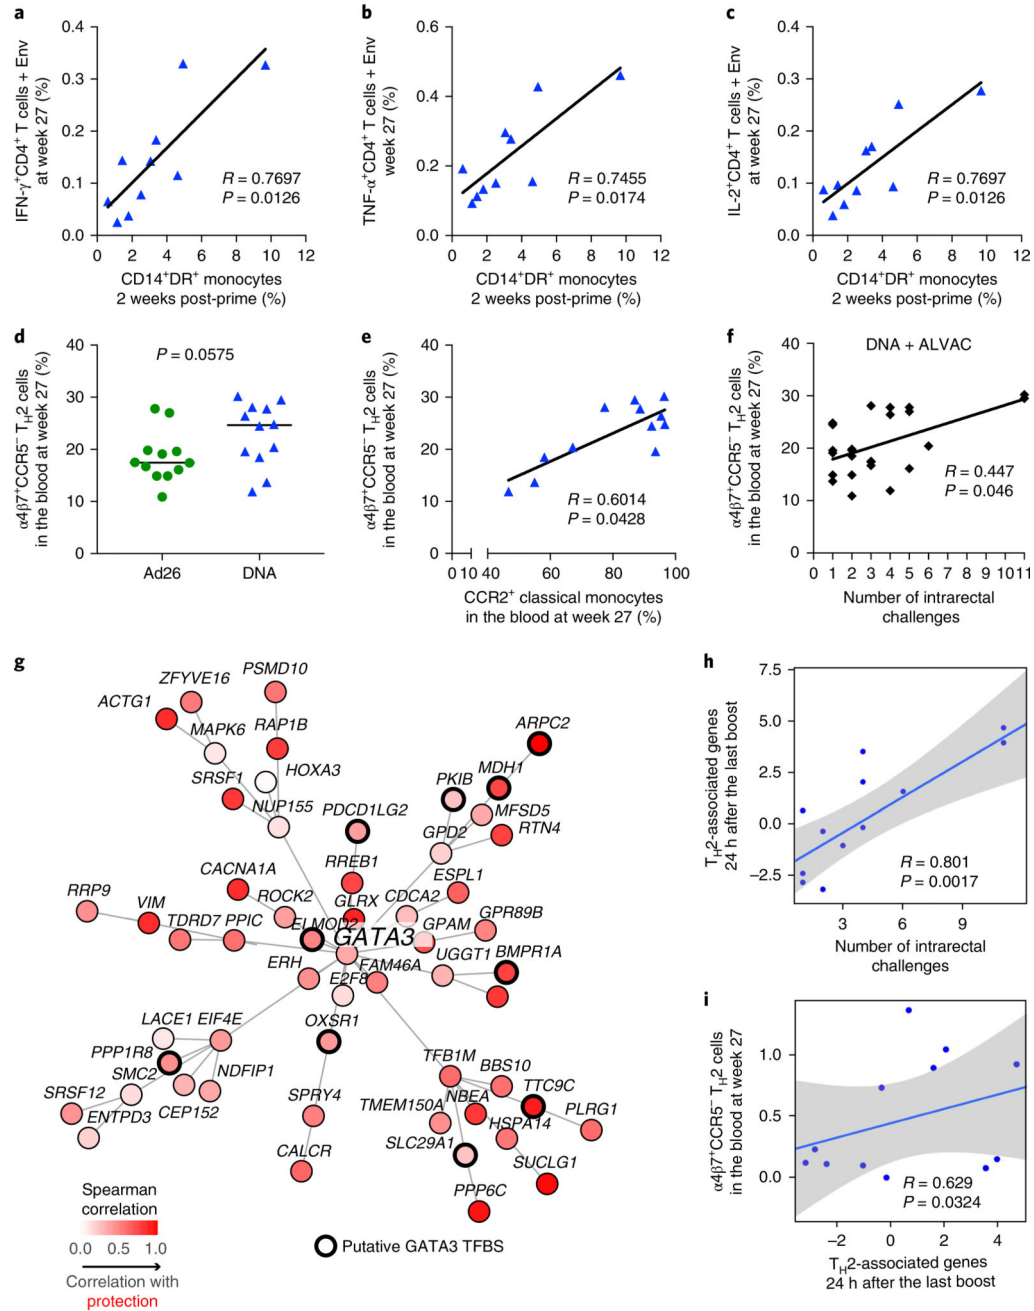 a
IFN-γ⁺CD4⁺ T cells + Env
at week 27 (%)
0.4
0.3
0.2
0.1
0.0
0 2 4 6 8 10 12
R = 0.7697
P = 0.0126
CD14⁺DR⁺ monocytes
2 weeks post-prime (%)
b
TNF-α⁺CD4⁺ T cells + Env
week 27 (%)
0.6
0.4
0.2
0.0
0 2 4 6 8 10 12
R = 0.7455
P = 0.0174
CD14⁺DR⁺ monocytes
2 weeks post-prime (%)
c
IL-2⁺CD4⁺ T cells + Env
at week 27 (%)
0.4
0.3
0.2
0.1
0.0
0 2 4 6 8 10 12
R = 0.7697
P = 0.0126
CD14⁺DR⁺ monocytes
2 weeks post-prime (%)
d
α4β7⁺CCR5⁻ T_H2 cells
in the blood at week 27 (%)
40
30
20
10
0
P = 0.0575
Ad26 DNA
e
α4β7⁺CCR5⁻ T_H2 cells
in the blood at week 27 (%)
40
30
20
10
0
0 10 40 60 80 100
R = 0.6014
P = 0.0428
CCR2⁺ classical monocytes
in the blood at week 27 (%)
f
DNA + ALVAC
α4β7⁺CCR5⁻ T_H2 cells
in the blood at week 27 (%)
40
30
20
10
0
0 1 2 3 4 5 6 7 8 9 10 11
R = 0.447
P = 0.046
Number of intrarectal
challenges
g
ZFYVE16
PSMD10
ACTG1
MAPK6
RAP1B
ARPC2
SRSF1
HOXA3
PKIB
MDH1
NUP155
PDCD1LG2
MFSD5
GPD2
RTN4
CACNA1A
RREB1
ESPL1
RRP9
VIM
ROCK2
GLRX
CDCA2
TDRD7
PPIC
ELMOD2
GATA3
GPAM
GPR89B
ERH
E2F8
FAM46A
UGGT1
BMPR1A
LACE1
EIF4E
OXSR1
PPP1R8
SMC2
NDFIP1
TFB1M
BBS10
SRSF12
SPRY4
NBEA
TTC9C
ENTPD3
CEP152
TMEM150A
HSPA14
PLRG1
CALCR
SLC29A1
SUCLG1
PPP6C
Spearman
correlation
0.0 0.5 1.0
Correlation with
protection
Putative GATA3 TFBS
h
T_H2-associated genes
24 h after the last boost
7.5
5.0
2.5
0.0
−2.5
3 6 9
R = 0.801
P = 0.0017
Number of intrarectal
challenges
i
α4β7⁺CCR5⁻ T_H2 cells
in the blood at week 27
1.0
0.5
0.0
−2 0 2 4
R = 0.629
P = 0.0324
T_H2-associated genes
24 h after the last boost